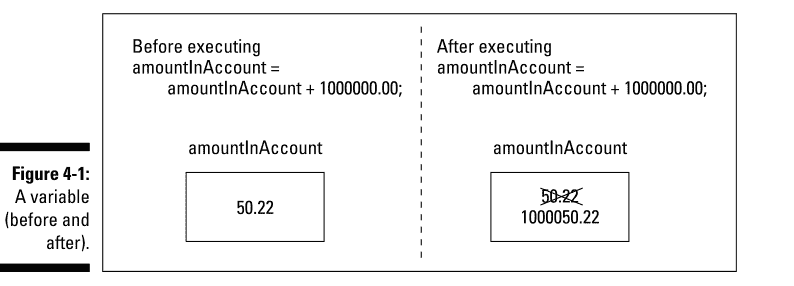 Before executing
amountInAccount =
amountInAccount + 1000000.00;
amountInAccount
50.22
After executing
amountInAccount =
amountInAccount + 1000000.00;
amountInAccount
50.22
1000050.22
Figure 4-1:
A variable
(before and
after).